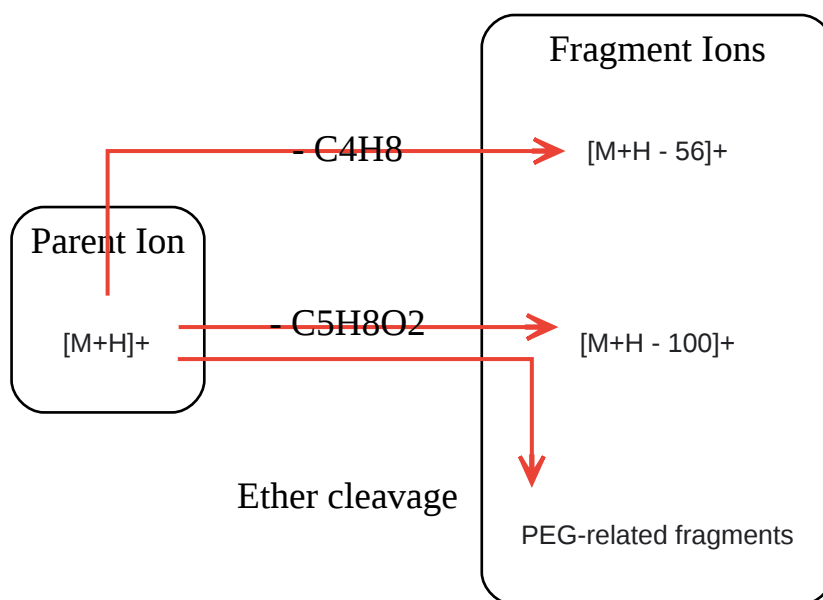 Fragment Ions
- C4H8
[M+H - 56]+
Parent Ion
- C5H8O2
[M+H]+
[M+H - 100]+
Ether cleavage
PEG-related fragments